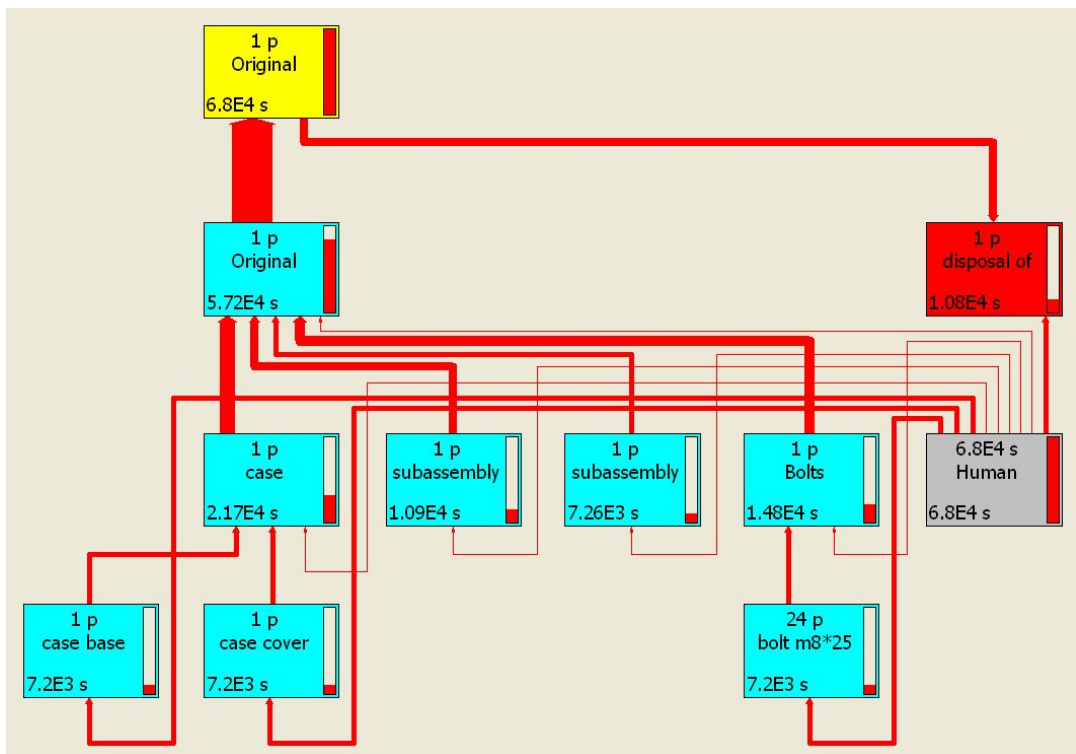 1 p
Original
6.8E4 s
1 p
Original
5.72E4 s
1 p
disposal of
1.08E4 s
1 p
case
2.17E4 s
1 p
subassembly
1.09E4 s
1 p
subassembly
7.26E3 s
1 p
Bolts
1.48E4 s
6.8E4 s
Human
6.8E4 s
1 p
case base
7.2E3 s
1 p
case cover
7.2E3 s
24 p
bolt m8*25
7.2E3 s